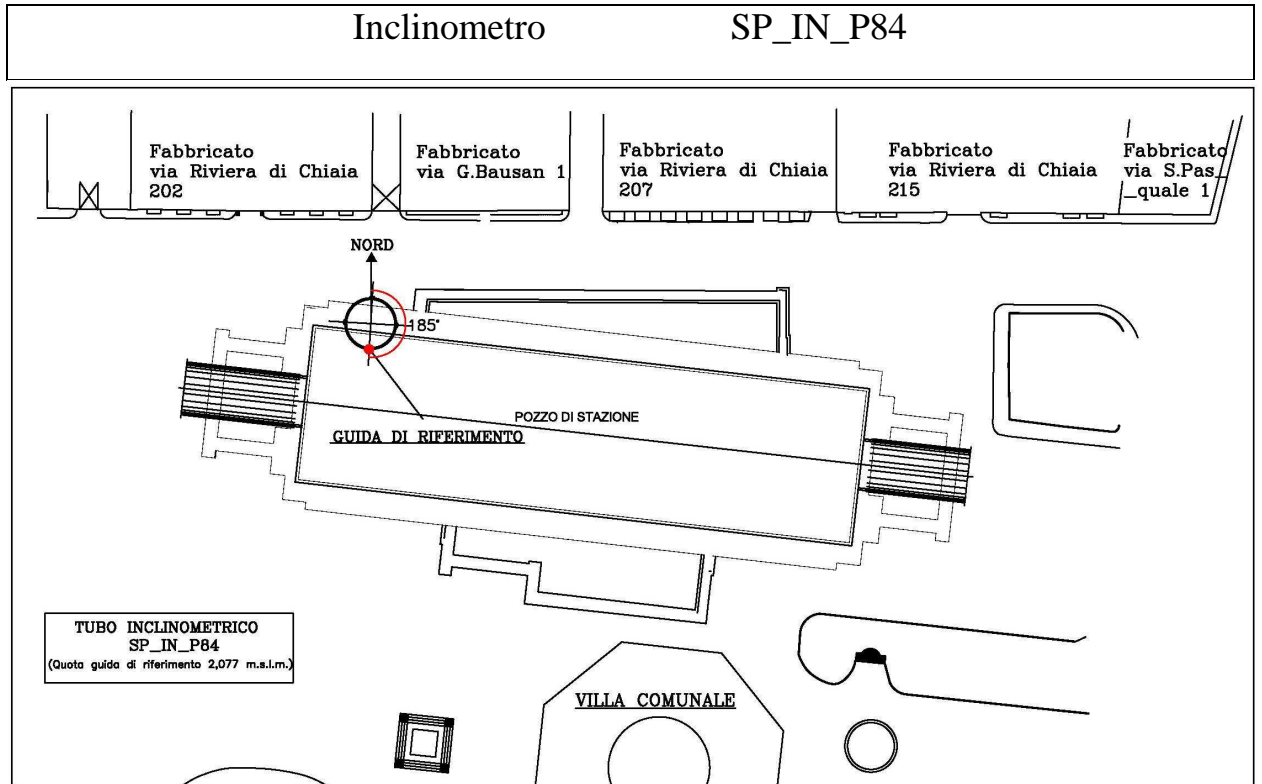 Inclinometro SP_IN_P84
Fabbricato
via Riviera di Chiaia
202
Fabbricato
via G.Bausan 1
Fabbricato
via Riviera di Chiaia
207
Fabbricato
via Riviera di Chiaia
215
Fabbricato
via S.Pas_
_quale 1
NORD
185°
POZZO DI STAZIONE
GUIDA DI RIFERIMENTO
TUBO INCLINOMETRICO
SP_IN_P84
(Quota guida di riferimento 2,077 m.s.l.m.)
VILLA COMUNALE